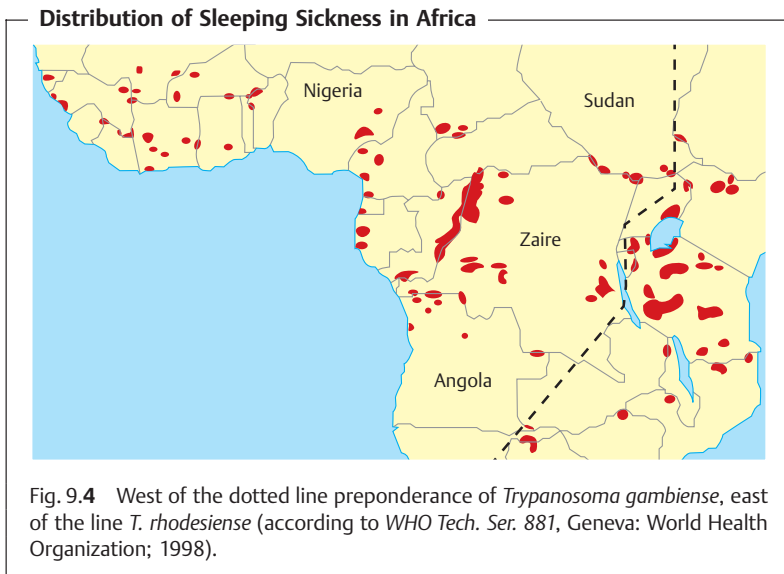 Distribution of Sleeping Sickness in Africa
Nigeria
Sudan
Zaire
Angola
Fig. 9.4 West of the dotted line preponderance of Trypanosoma gambiense, east
of the line T. rhodesiense (according to WHO Tech. Ser. 881, Geneva: World Health
Organization; 1998).